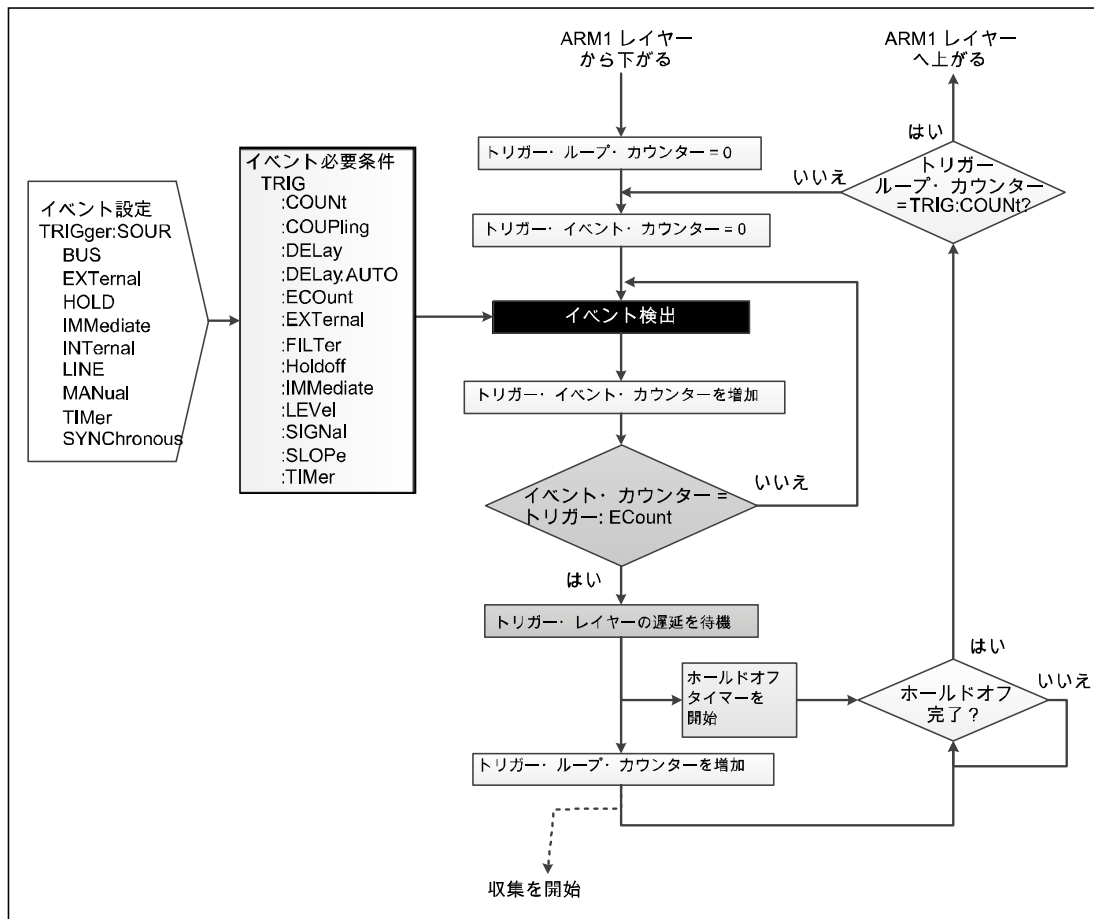 ARM1 レイヤー
から下がる
ARM1 レイヤー
へ上がる
はい
トリガー・ループ・カウンター = 0
いいえ
トリガー
ループ・カウンター
=TRIG:COUNt?
イベント必要条件
TRIG
:COUNt
:COUPling
:DELay
:DELay.AUTO
:ECOunt
:EXTernal
:FILTer
:Holdoff
:IMMediate
:LEVel
:SIGNal
:SLOPe
:TIMer
イベント設定
TRIGger:SOUR
BUS
EXTernal
HOLD
IMMediate
INTernal
LINE
MANual
TIMer
SYNChronous
トリガー・イベント・カウンター = 0
イベント検出
トリガー・イベント・カウンターを増加
イベント・カウンター =
トリガー: ECount
いいえ
はい
トリガー・レイヤーの遅延を待機
ホールドオフ
タイマーを
開始
はい
ホールドオフ
完了？
いいえ
トリガー・ループ・カウンターを増加
収集を開始